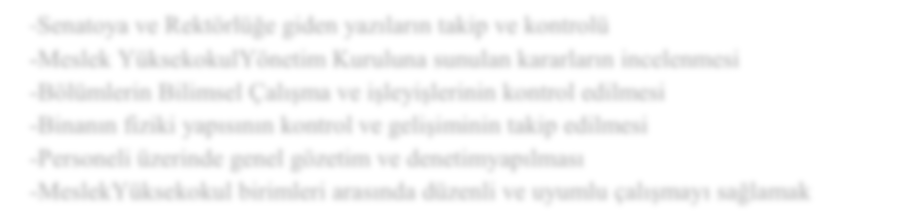 -Senatoya ve Rektörlüğe giden yazıların takip ve kontrolü
-Meslek YüksekokulYönetim Kuruluna sunulan kararların incelenmesi
-Bölümlerin Bilimsel Çalışma ve işleyişlerinin kontrol edilmesi
-Binanın fiziki yapısının kontrol ve gelişiminin takip edilmesi
-Personeli üzerinde genel gözetim ve denetimyapılması
-MeslekYüksekokul birimleri arasında düzenli ve uyumlu çalışmayı sağlamak